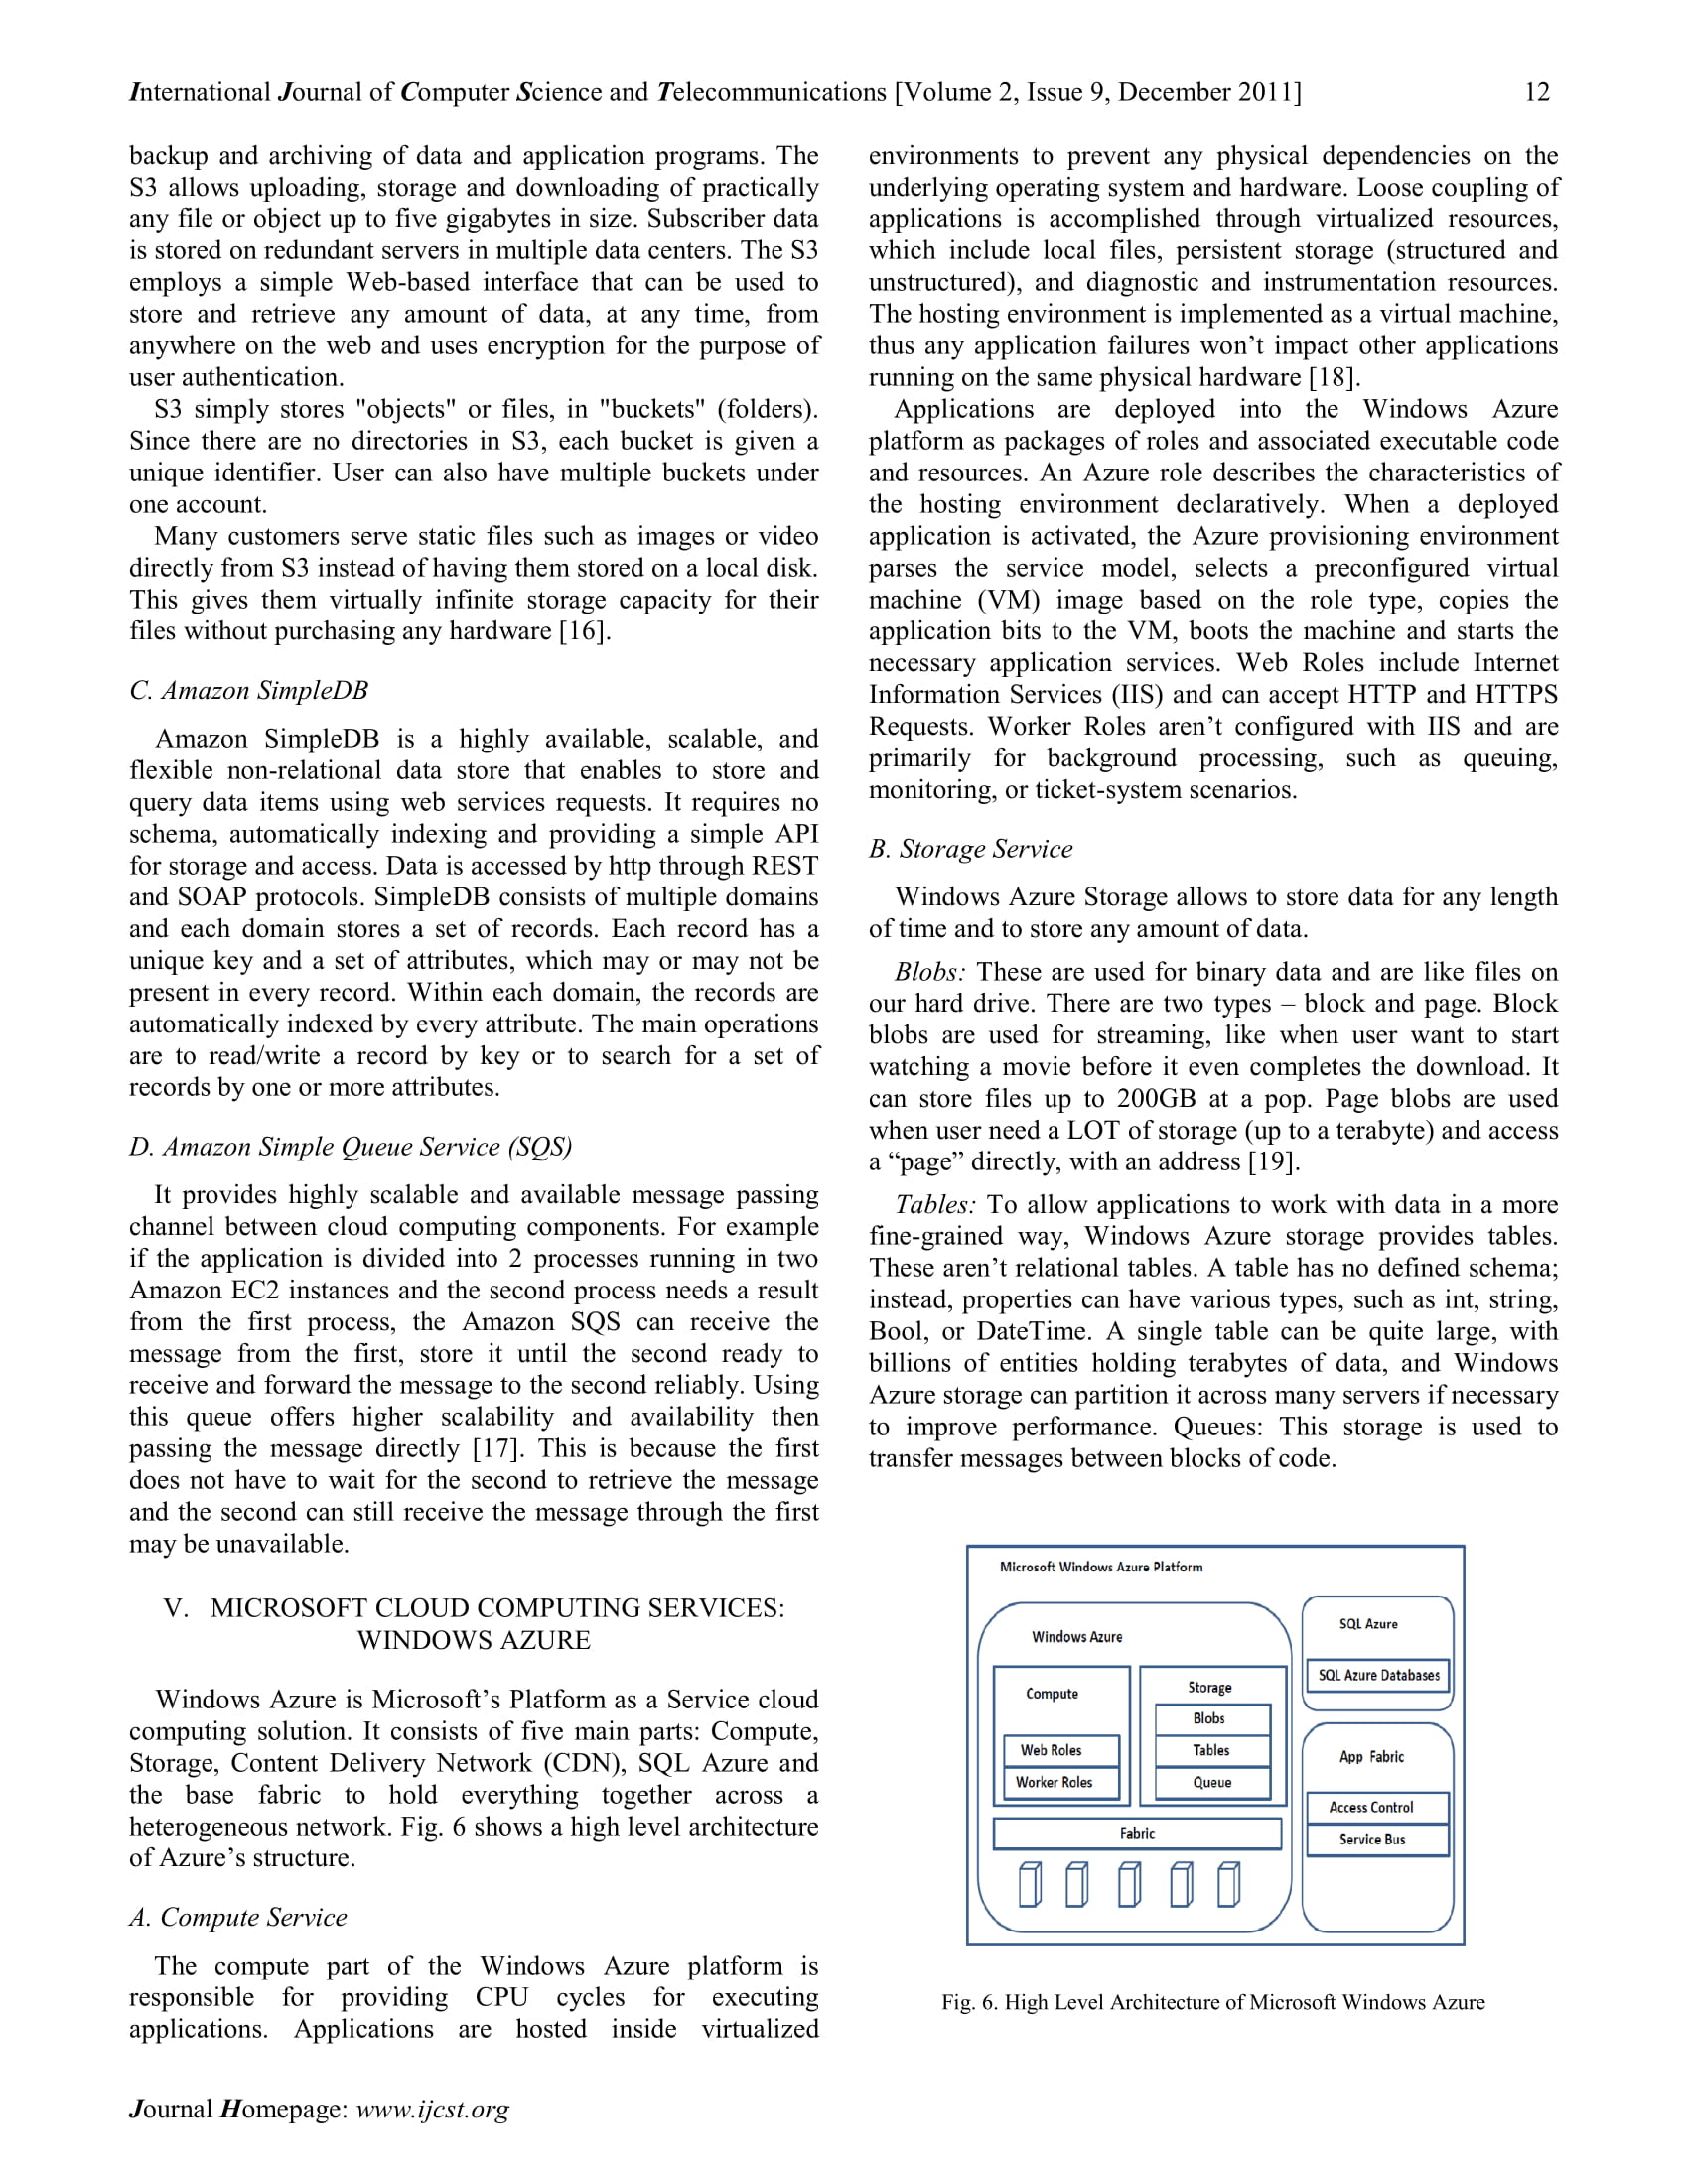 International Journal of Computer Science and Telecommunications [Volume 2, Issue 9, December 2011] 12
backup and archiving of data and application programs. The
S3 allows uploading, storage and downloading of practically
any file or object up to five gigabytes in size. Subscriber data
is stored on redundant servers in multiple data centers. The S3
employs a simple Web-based interface that can be used to
store and retrieve any amount of data, at any time, from
anywhere on the web and uses encryption for the purpose of
user authentication.
S3 simply stores "objects" or files, in "buckets" (folders).
Since there are no directories in S3, each bucket is given a
unique identifier. User can also have multiple buckets under
one account.
Many customers serve static files such as images or video
directly from S3 instead of having them stored on a local disk.
This gives them virtually infinite storage capacity for their
files without purchasing any hardware [16].
C. Amazon SimpleDB
Amazon SimpleDB is a highly available, scalable, and
flexible non-relational data store that enables to store and
query data items using web services requests. It requires no
schema, automatically indexing and providing a simple API
for storage and access. Data is accessed by http through REST
and SOAP protocols. SimpleDB consists of multiple domains
and each domain stores a set of records. Each record has a
unique key and a set of attributes, which may or may not be
present in every record. Within each domain, the records are
automatically indexed by every attribute. The main operations
are to read/write a record by key or to search for a set of
records by one or more attributes.
D. Amazon Simple Queue Service (SQS)
It provides highly scalable and available message passing
channel between cloud computing components. For example
if the application is divided into 2 processes running in two
Amazon EC2 instances and the second process needs a result
from the first process, the Amazon SQS can receive the
message from the first, store it until the second ready to
receive and forward the message to the second reliably. Using
this queue offers higher scalability and availability then
passing the message directly [17]. This is because the first
does not have to wait for the second to retrieve the message
and the second can still receive the message through the first
may be unavailable.
V. MICROSOFT CLOUD COMPUTING SERVICES:
WINDOWS AZURE
Windows Azure is Microsoft’s Platform as a Service cloud
computing solution. It consists of five main parts: Compute,
Storage, Content Delivery Network (CDN), SQL Azure and
the base fabric to hold everything together across a
heterogeneous network. Fig. 6 shows a high level architecture
of Azure’s structure.
A. Compute Service
The compute part of the Windows Azure platform is
responsible for providing CPU cycles for executing
applications. Applications are hosted inside virtualized
environments to prevent any physical dependencies on the
underlying operating system and hardware. Loose coupling of
applications is accomplished through virtualized resources,
which include local files, persistent storage (structured and
unstructured), and diagnostic and instrumentation resources.
The hosting environment is implemented as a virtual machine,
thus any application failures won’t impact other applications
running on the same physical hardware [18].
Applications are deployed into the Windows Azure
platform as packages of roles and associated executable code
and resources. An Azure role describes the characteristics of
the hosting environment declaratively. When a deployed
application is activated, the Azure provisioning environment
parses the service model, selects a preconfigured virtual
machine (VM) image based on the role type, copies the
application bits to the VM, boots the machine and starts the
necessary application services. Web Roles include Internet
Information Services (IIS) and can accept HTTP and HTTPS
Requests. Worker Roles aren’t configured with IIS and are
primarily for background processing, such as queuing,
monitoring, or ticket-system scenarios.
B. Storage Service
Windows Azure Storage allows to store data for any length
of time and to store any amount of data.
Blobs: These are used for binary data and are like files on
our hard drive. There are two types – block and page. Block
blobs are used for streaming, like when user want to start
watching a movie before it even completes the download. It
can store files up to 200GB at a pop. Page blobs are used
when user need a LOT of storage (up to a terabyte) and access
a “page” directly, with an address [19].
Tables: To allow applications to work with data in a more
fine-grained way, Windows Azure storage provides tables.
These aren’t relational tables. A table has no defined schema;
instead, properties can have various types, such as int, string,
Bool, or DateTime. A single table can be quite large, with
billions of entities holding terabytes of data, and Windows
Azure storage can partition it across many servers if necessary
to improve performance. Queues: This storage is used to
transfer messages between blocks of code.
Microsoft Windows Azure Platform
Windows Azure
Compute
Web Roles
Worker Roles
Storage
Blobs
Tables
Queue
Fabric
SQL Azure
SQL Azure Databases
App Fabric
Access Control
Service Bus
Fig. 6. High Level Architecture of Microsoft Windows Azure
Journal Homepage: www.ijcst.org